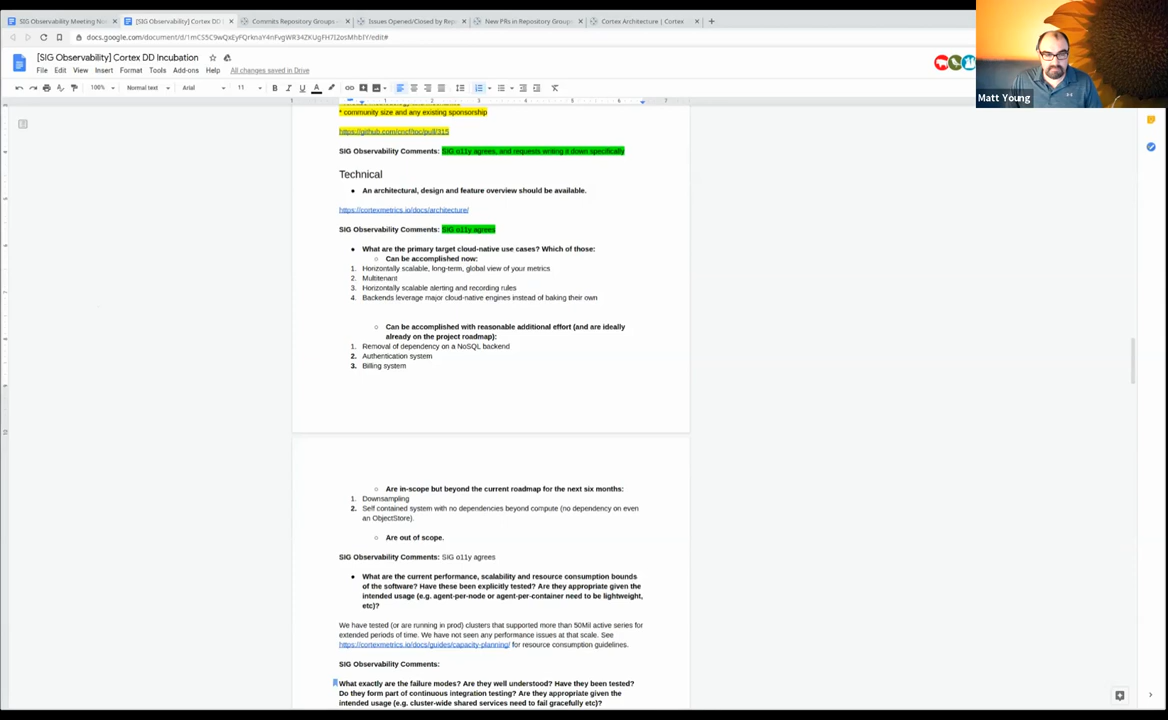 SIG Observability Meeting No
[SIG Observability] Cortex DD I
Commits Repository Groups
Issues Opened/Closed by Rep
New PRs in Repository Group
Cortex Architecture | Cortex
[SIG Observability] Cortex DD Incubation
File Edit View Insert Format Tools Add-ons Help All changes saved in Drive
100% Normal text Arial 11
Matt Young
* community size and any existing sponsorship
https://github.com/cncf/toc/pull/315
SIG Observability Comments: SIG o11y agrees, and requests writing it down specifically
Technical
An architectural, design and feature overview should be available.
https://cortexmetrics.io/docs/architecture/
SIG Observability Comments: SIG o11y agrees
What are the primary target cloud-native use cases? Which of those:
Can be accomplished now:
1. Horizontally scalable, long-term, global view of your metrics
2. Multitenant
3. Horizontally scalable alerting and recording rules
4. Backends leverage major cloud-native engines instead of baking their own
Can be accomplished with reasonable additional effort (and are ideally
already on the project roadmap):
1. Removal of dependency on a NoSQL backend
2. Authentication system
3. Billing system
Are in-scope but beyond the current roadmap for the next six months:
1. Downsampling
2. Self contained system with no dependencies beyond compute (no dependency on even
an ObjectStore).
Are out of scope.
SIG Observability Comments: SIG o11y agrees
What are the current performance, scalability and resource consumption bounds
of the software? Have these been explicitly tested? Are they appropriate given the
intended usage (e.g. agent-per-node or agent-per-container need to be lightweight,
etc)?
We have tested (or are running in prod) clusters that supported more than 50Mil active series for
extended periods of time. We have not seen any performance issues at that scale. See
https://cortexmetrics.io/docs/guides/capacity-planning/ for resource consumption guidelines.
SIG Observability Comments:
What exactly are the failure modes? Are they well understood? Have they been tested?
Do they form part of continuous integration testing? Are they appropriate given the
intended usage (e.g. cluster-wide shared services need to fail gracefully etc)?